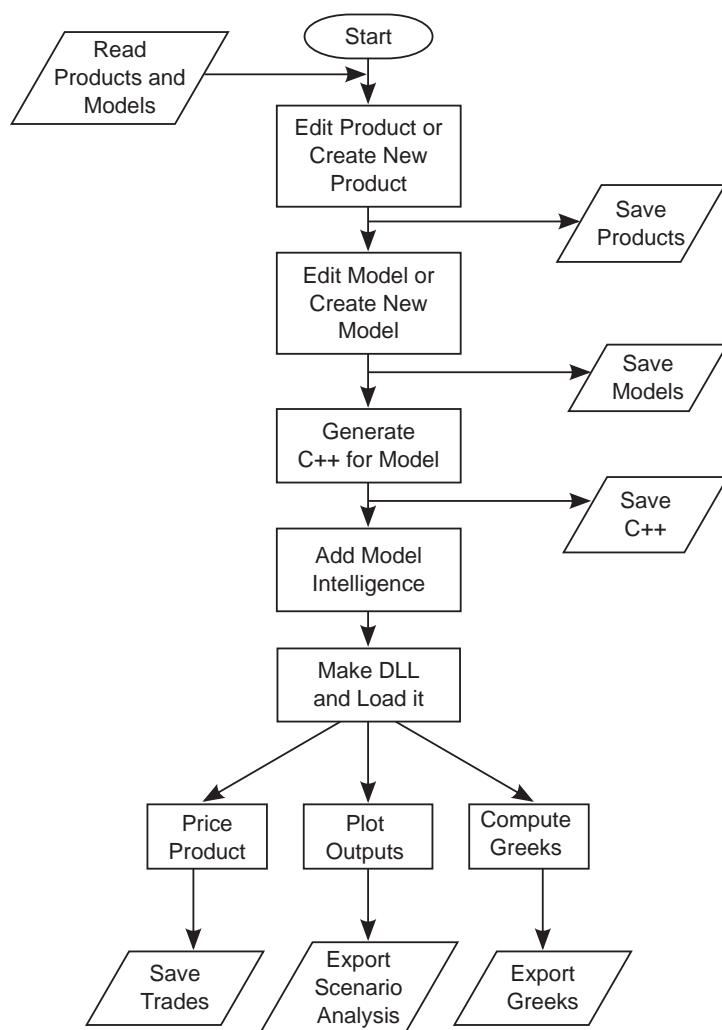 Start
Read
Products and
Models
Edit Product or
Create New
Product
Save
Products
Edit Model or
Create New
Model
Save
Models
Generate
C++ for Model
Save
C++
Add Model
Intelligence
Make DLL
and Load it
Price
Product
Plot
Outputs
Compute
Greeks
Save
Trades
Export
Scenario
Analysis
Export
Greeks